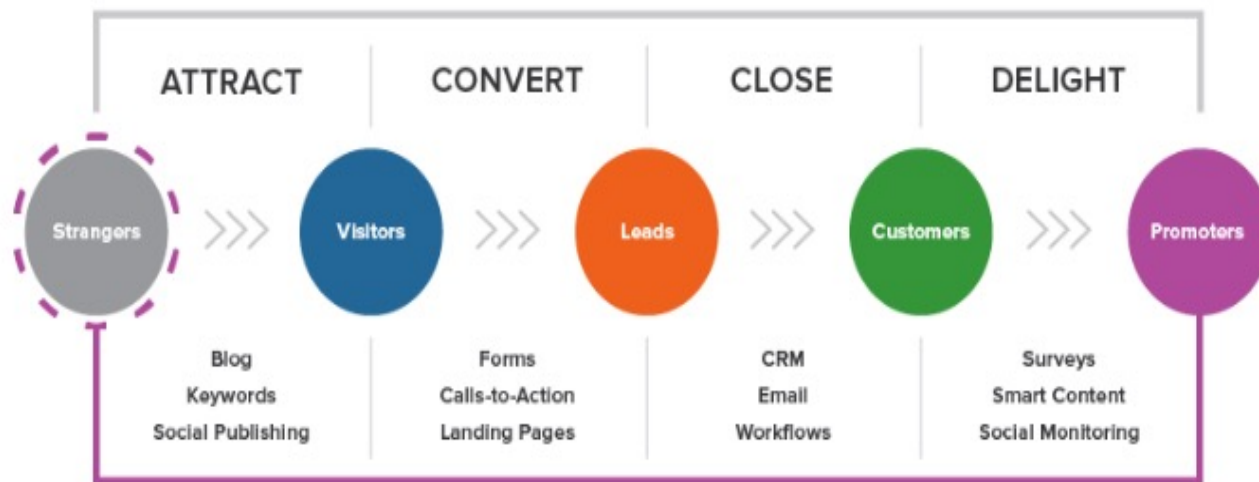 ATTRACT
CONVERT
CLOSE
DELIGHT
Strangers
Visitors
Leads
Customers
Promoters
Blog
Keywords
Social Publishing
Forms
Calls-to-Action
Landing Pages
CRM
Email
Workflows
Surveys
Smart Content
Social Monitoring